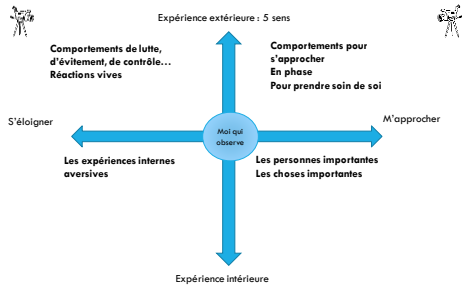 Expérience extérieure : 5 sens
Comportements de lutte,
d'évitement, de contrôle...
Réactions vives
Comportements pour
s'approcher
En phase
Pour prendre soin de soi
S'éloigner
M'approcher
Moi qui
observe
Les expériences internes
aversives
Les personnes importantes
Les choses importantes
Expérience intérieure